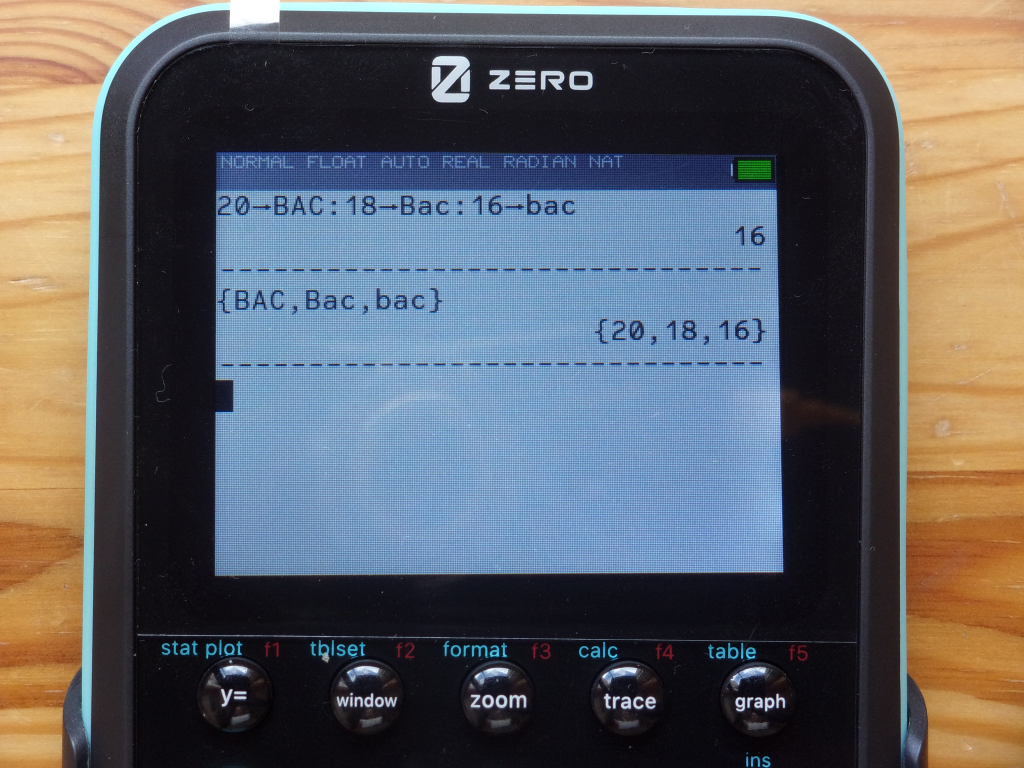 ZERO
NORMAL FLOAT AUTO REAL RADIAN NAT
20→BAC:18→Bac:16→bac
16
{BAC,Bac,bac}
{20,18,16}
stat plot f1 tblset f2 format f3 calc f4 table f5
y= window zoom trace graph
ins